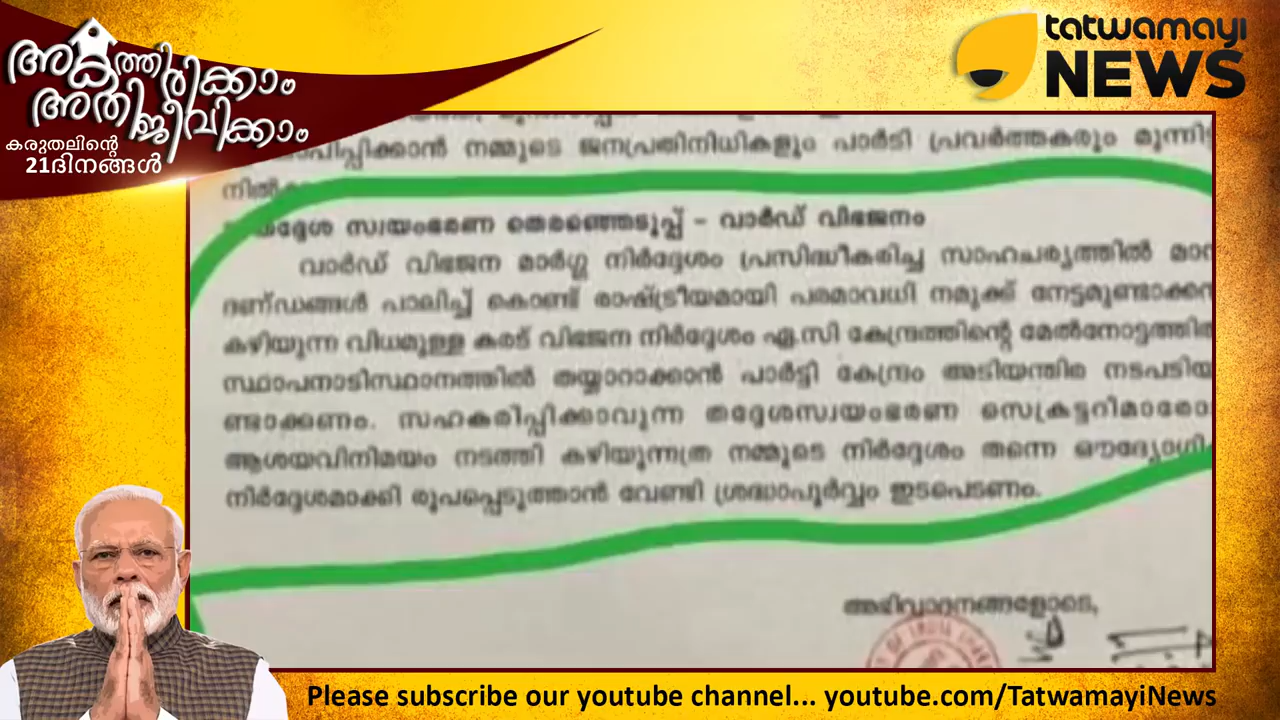 അകത്തിരിക്കാം
അതിജീവിക്കാം
കരുതലിന്റെ
21ദിനങ്ങൾ
tatwamayi
NEWS
നമ്മുടെ ജനപ്രതിനിധികളും പാർടി പ്രവർത്തകരും
സ്വയംഭരണ തെരഞ്ഞെടുപ്പ് – വാർഡ് വിഭജനം
വാർഡ് വിഭജന മാർഗ്ഗ നിർദ്ദേശം പ്രസിദ്ധീകരിച്ച സാഹചര്യത്തിൽ മാന
ദണ്ഡങ്ങൾ പാലിച്ച് കൊണ്ട് രാഷ്ട്രീയമായി പരമാവധി നമുക്ക് നേട്ടമുണ്ടാക്കാൻ
കഴിയുന്ന വിധമുള്ള കരട് വിഭജന നിർദ്ദേശം ഏ.സി കേന്ദ്രത്തിന്റെ മേൽനോട്ടത്തിൽ
സ്ഥാപനാടിസ്ഥാനത്തിൽ തയ്യാറാക്കാൻ പാർട്ടി കേന്ദ്രം അടിയന്തിര നടപടിയു
ണ്ടാക്കണം. സഹകരിപ്പിക്കാവുന്ന തദ്ദേശസ്വയംഭരണ സെക്രട്ടറിമാരോ
ആശയവിനിമയം നടത്തി കഴിയുന്നത്ര നമ്മുടെ നിർദ്ദേശം തന്നെ ഔദ്യോഗി
നിർദ്ദേശമാക്കി രൂപപ്പെടുത്താൻ വേണ്ടി ശ്രദ്ധാപൂർവ്വം ഇടപെടണം.
അഭിവാദനങ്ങളോടെ,
OF INDIA
Please subscribe our youtube channel... youtube.com/TatwamayiNews